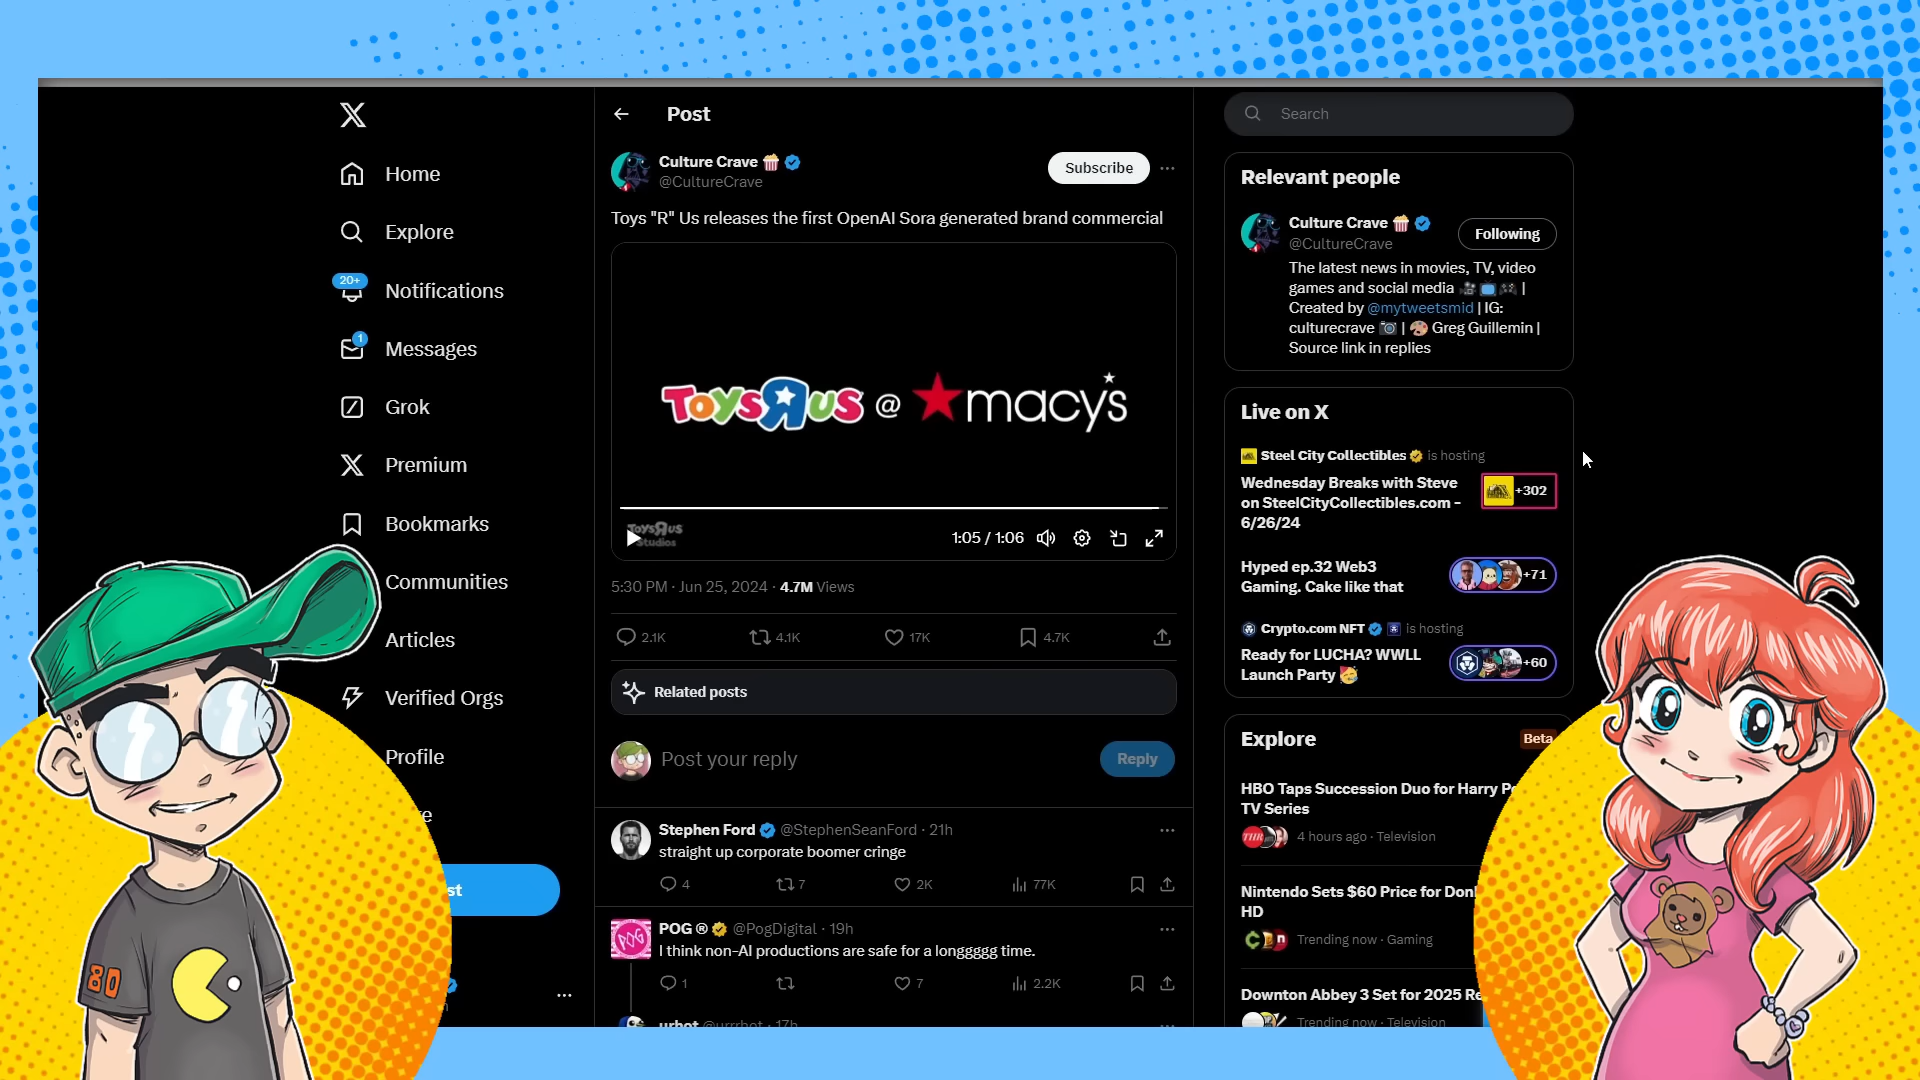 Home
Explore
20+
Notifications
1
Messages
Grok
Premium
Bookmarks
Communities
Articles
Verified Orgs
Profile
80
Post
Culture Crave
@CultureCrave
Subscribe
Toys "R" Us releases the first OpenAI Sora generated brand commercial
ToysRus @ macy's
ToysRus
Studios
1:05 / 1:06
5:30 PM · Jun 25, 2024 · 4.7M Views
2.1K 4.1K 17K 4.7K
Related posts
Post your reply
Reply
Stephen Ford @StephenSeanFord · 21h
straight up corporate boomer cringe
4 7 2K 77K
POG
POG ® @PogDigital · 19h
I think non-AI productions are safe for a longgggg time.
1 7 2.2K
urbot @urrrbot · 17h
Search
Relevant people
Culture Crave
@CultureCrave
Following
The latest news in movies, TV, video
games and social media |
Created by @mytweetsmid | IG:
culturecrave | Greg Guillemin |
Source link in replies
Live on X
Steel City Collectibles is hosting
Wednesday Breaks with Steve
on SteelCityCollectibles.com –
6/26/24
+302
Hyped ep.32 Web3
Gaming. Cake like that
+71
Crypto.com NFT is hosting
Ready for LUCHA? WWLL
Launch Party
+60
Explore
Beta
HBO Taps Succession Duo for Harry P
TV Series
4 hours ago · Television
Nintendo Sets $60 Price for Don
HD
Trending now · Gaming
Downton Abbey 3 Set for 2025 Re
Trending now · Television